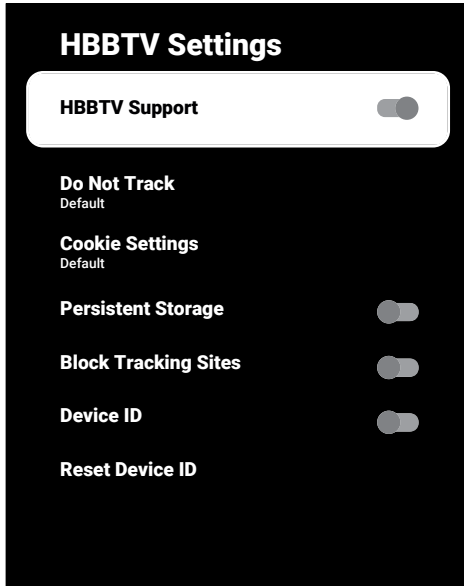 HBBTV Settings
HBBTV Support
Do Not Track
Default
Cookie Settings
Default
Persistent Storage
Block Tracking Sites
Device ID
Reset Device ID